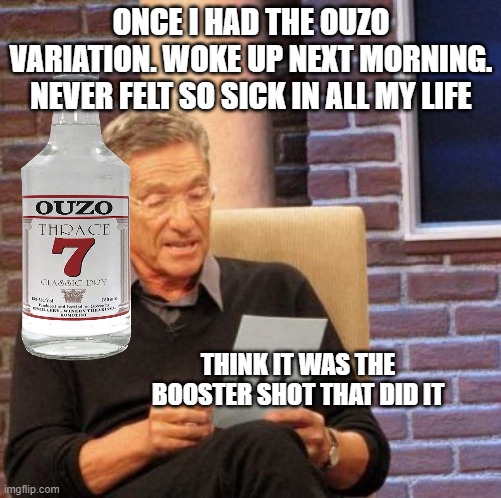 ONCE I HAD THE OUZO
VARIATION. WOKE UP NEXT MORNING.
NEVER FELT SO SICK IN ALL MY LIFE
OUZO
THRACE
7
CLASSIC DRY
THINK IT WAS THE
BOOSTER SHOT THAT DID IT
imgflip.com